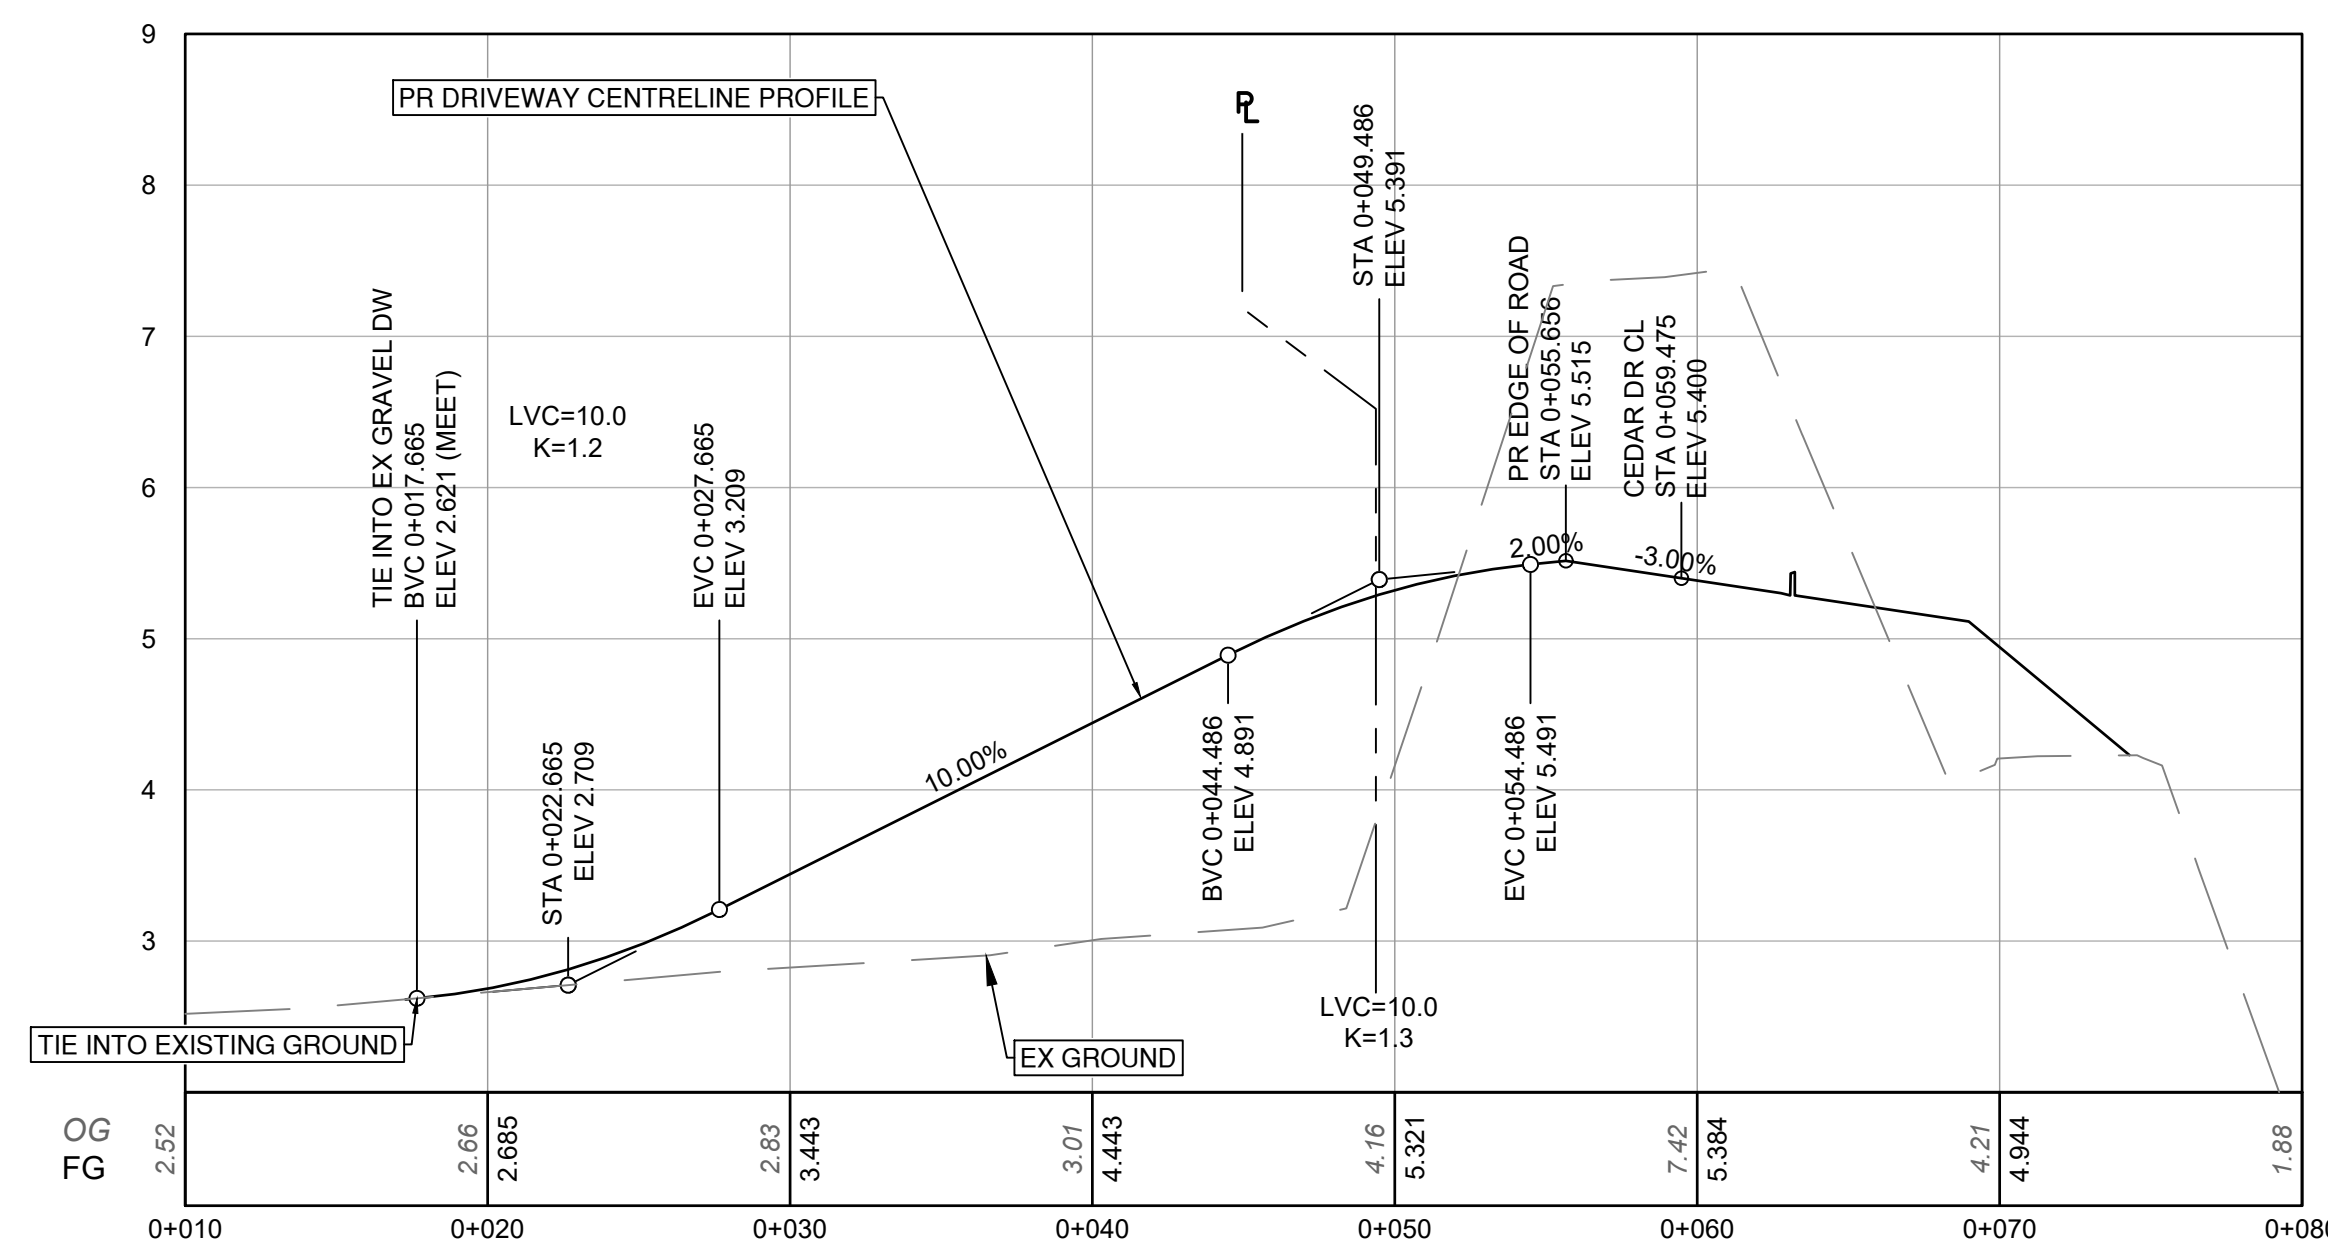 9
8
7
6
5
4
3
PR DRIVEWAY CENTRELINE PROFILE
PL
STA 0+049.486
ELEV 5.391
TIE INTO EX GRAVEL DW
BVC 0+017.665
ELEV 2.621 (MEET)
LVC=10.0
K=1.2
EVC 0+027.665
ELEV 3.209
PR EDGE OF ROAD
STA 0+055.656
ELEV 5.515
CEDAR DR CL
STA 0+059.475
ELEV 5.400
2.00%
-3.00%
STA 0+022.665
ELEV 2.709
10.00%
BVC 0+044.486
ELEV 4.891
EVC 0+054.486
ELEV 5.491
LVC=10.0
K=1.3
TIE INTO EXISTING GROUND
EX GROUND
OG
FG
2.52
2.66
2.685
2.83
3.443
3.01
4.443
4.16
5.321
7.42
5.384
4.21
4.944
1.88
0+010
0+020
0+030
0+040
0+050
0+060
0+070
0+080